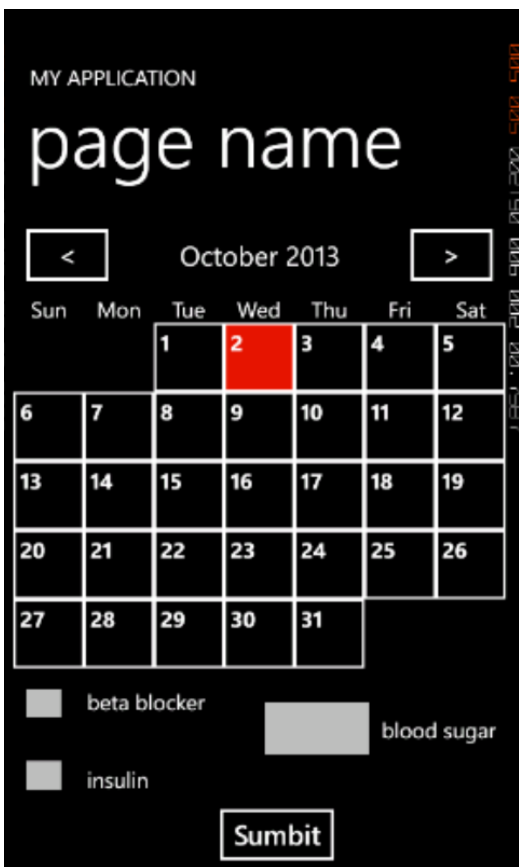 MY APPLICATION
page name
< October 2013 >
Sun Mon Tue Wed Thu Fri Sat
1 2 3 4 5
6 7 8 9 10 11 12
13 14 15 16 17 18 19
20 21 22 23 24 25 26
27 28 29 30 31
beta blocker
blood sugar
insulin
Sumbit